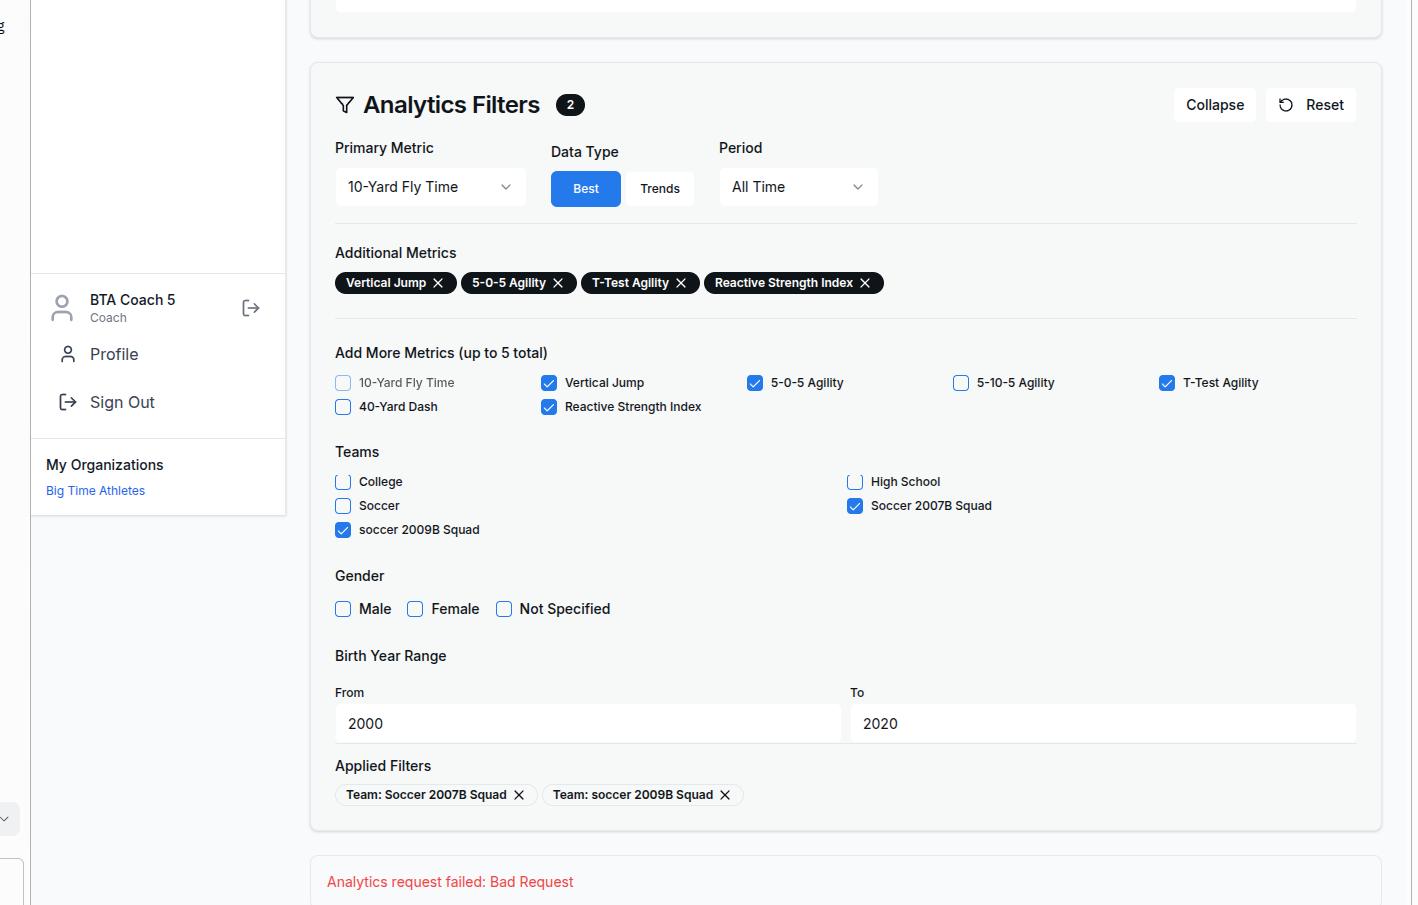 g
Analytics Filters 2
Collapse
Reset
Primary Metric
Data Type
Period
10-Yard Fly Time
Best
Trends
All Time
Additional Metrics
Vertical Jump
5-0-5 Agility
T-Test Agility
Reactive Strength Index
BTA Coach 5
Coach
Profile
Sign Out
My Organizations
Big Time Athletes
Add More Metrics (up to 5 total)
10-Yard Fly Time
Vertical Jump
5-0-5 Agility
5-10-5 Agility
T-Test Agility
40-Yard Dash
Reactive Strength Index
Teams
College
High School
Soccer
Soccer 2007B Squad
soccer 2009B Squad
Gender
Male
Female
Not Specified
Birth Year Range
From
To
2000
2020
Applied Filters
Team: Soccer 2007B Squad
Team: soccer 2009B Squad
Analytics request failed: Bad Request